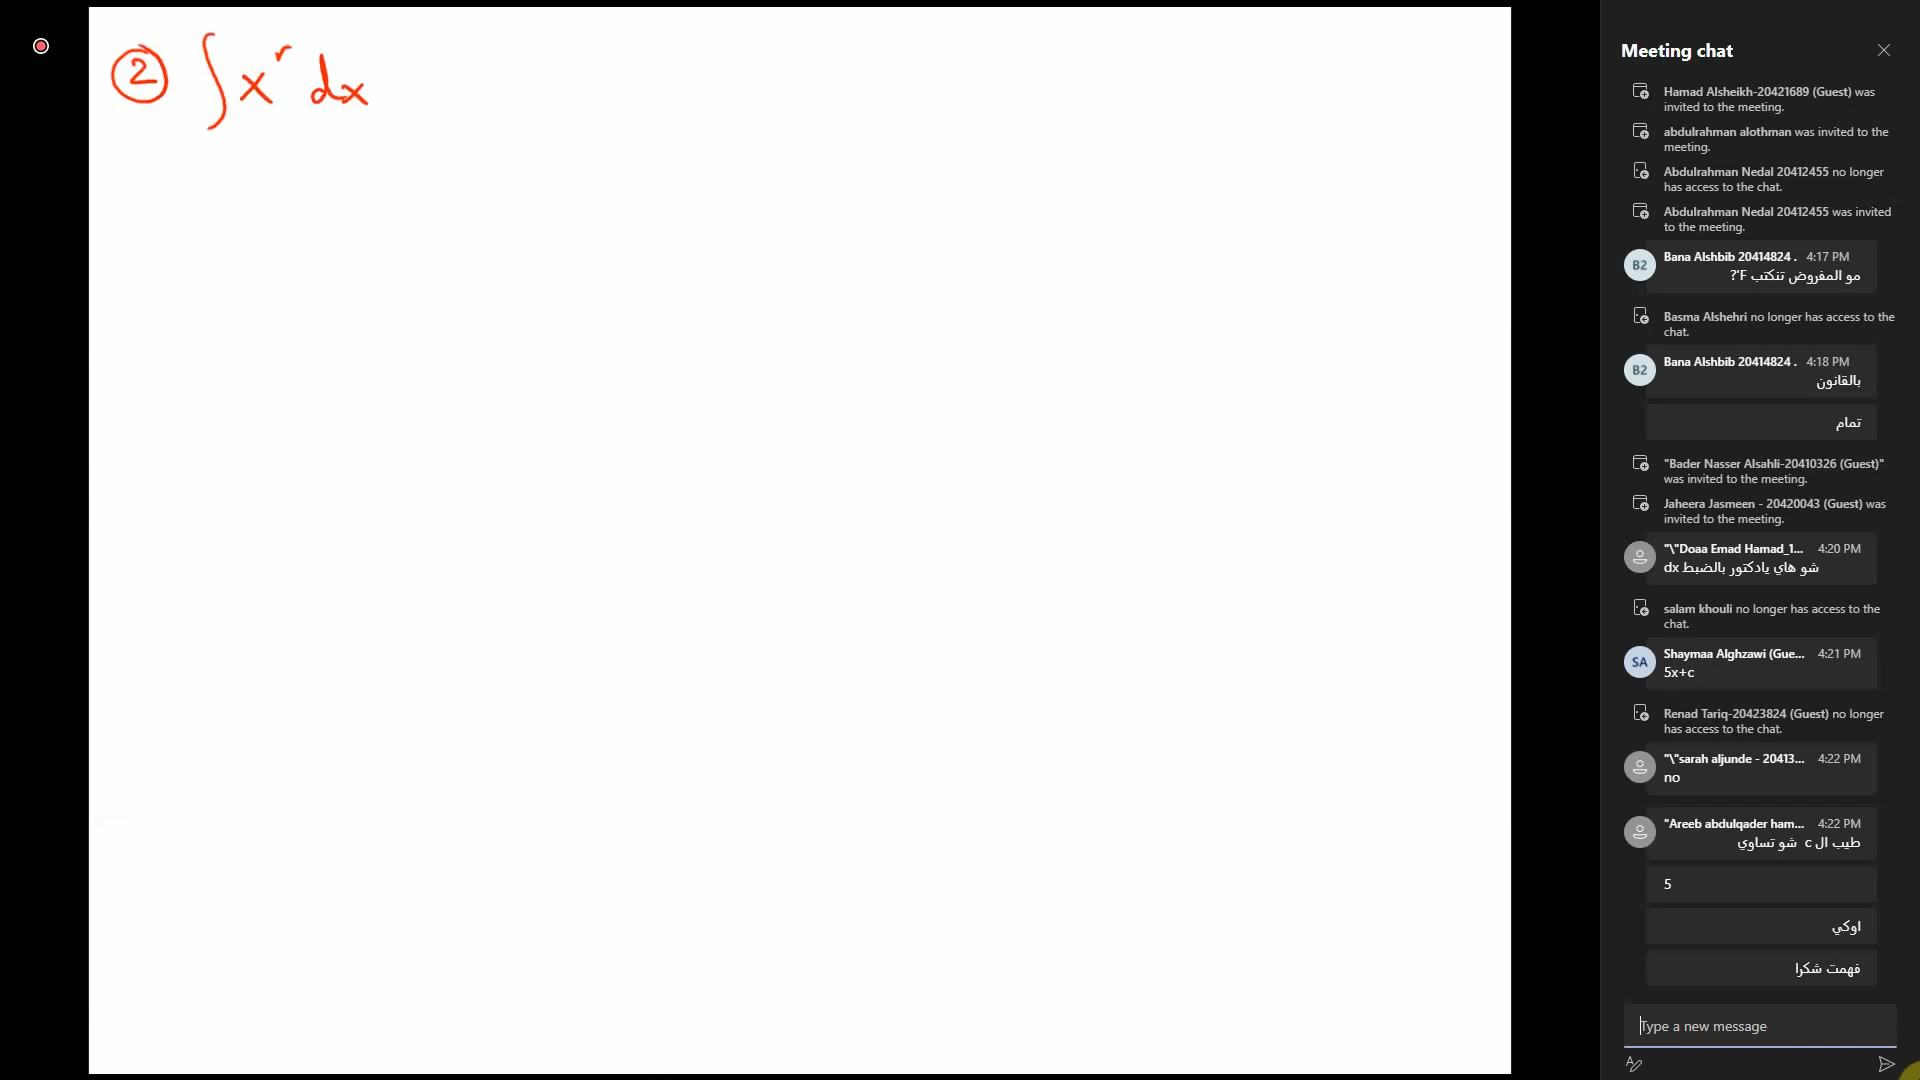 ② ∫ x^r dx
Meeting chat
Hamad Alsheikh-20421689 (Guest) was
invited to the meeting.
abdulrahman alothman was invited to the
meeting.
Abdulrahman Nedal 20412455 no longer
has access to the chat.
Abdulrahman Nedal 20412455 was invited
to the meeting.
B2
Bana Alshbib 20414824 . 4:17 PM
مو المفروض تنكتب F'?
Basma Alshehri no longer has access to the
chat.
B2
Bana Alshbib 20414824 . 4:18 PM
بالقانون
تمام
"Bader Nasser Alsahli-20410326 (Guest)"
was invited to the meeting.
Jaheera Jasmeen - 20420043 (Guest) was
invited to the meeting.
"\"Doaa Emad Hamad_1... 4:20 PM
شو هاي يادكتور بالضبط dx
salam khouli no longer has access to the
chat.
SA
Shaymaa Alghzawi (Gue... 4:21 PM
5x+c
Renad Tariq-20423824 (Guest) no longer
has access to the chat.
"\"sarah aljunde - 20413... 4:22 PM
no
"Areeb abdulqader ham... 4:22 PM
طيب ال c شو تساوي
5
اوكي
فهمت شكرا
Type a new message